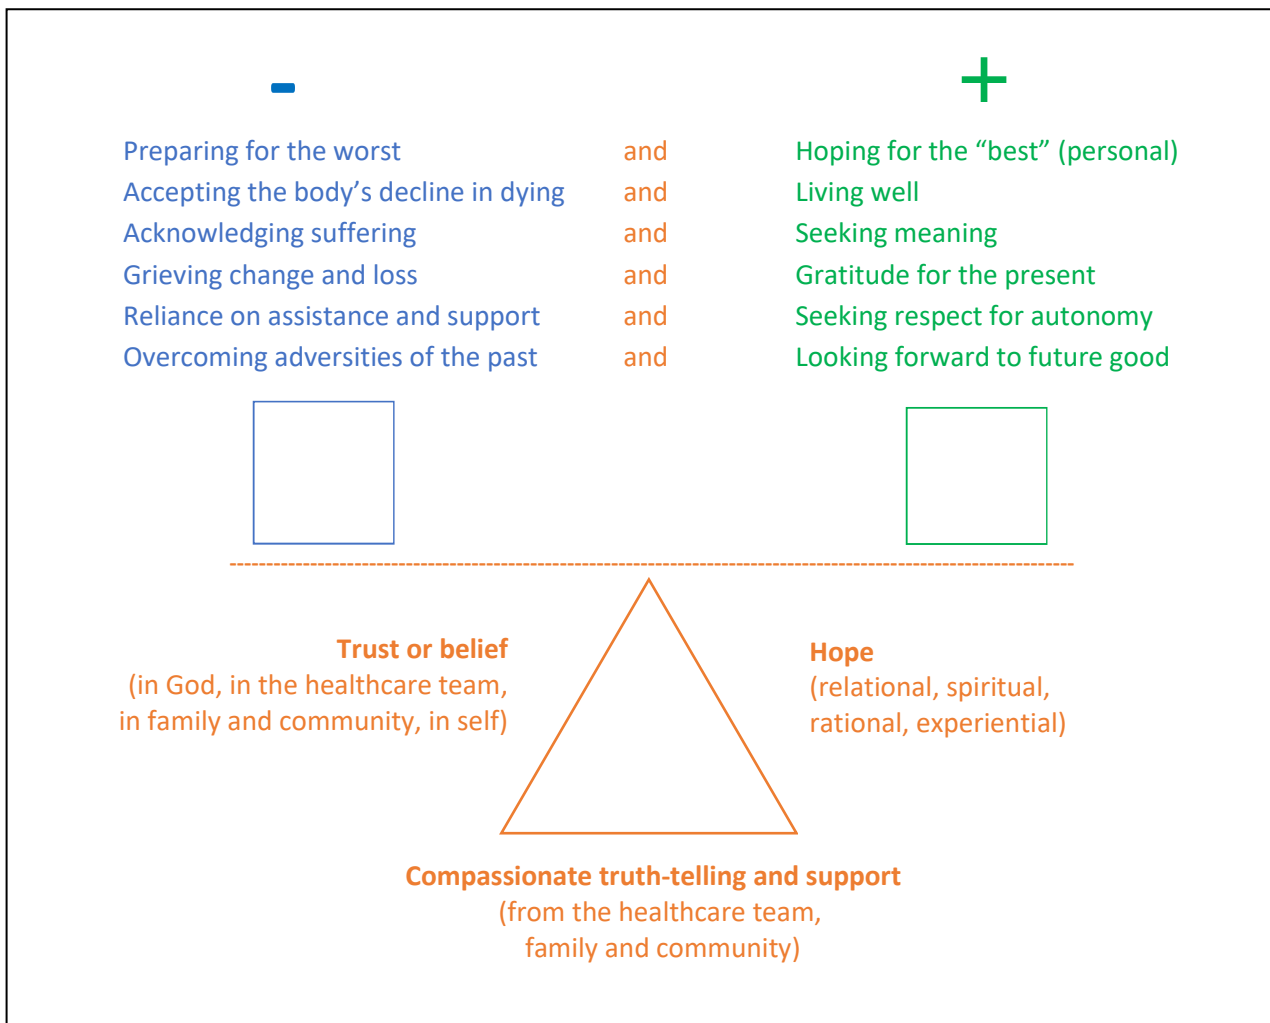 - +
Preparing for the worst and Hoping for the “best” (personal)
Accepting the body’s decline in dying and Living well
Acknowledging suffering and Seeking meaning
Grieving change and loss and Gratitude for the present
Reliance on assistance and support and Seeking respect for autonomy
Overcoming adversities of the past and Looking forward to future good
Trust or belief
(in God, in the healthcare team,
in family and community, in self)
Hope
(relational, spiritual,
rational, experiential)
Compassionate truth-telling and support
(from the healthcare team,
family and community)